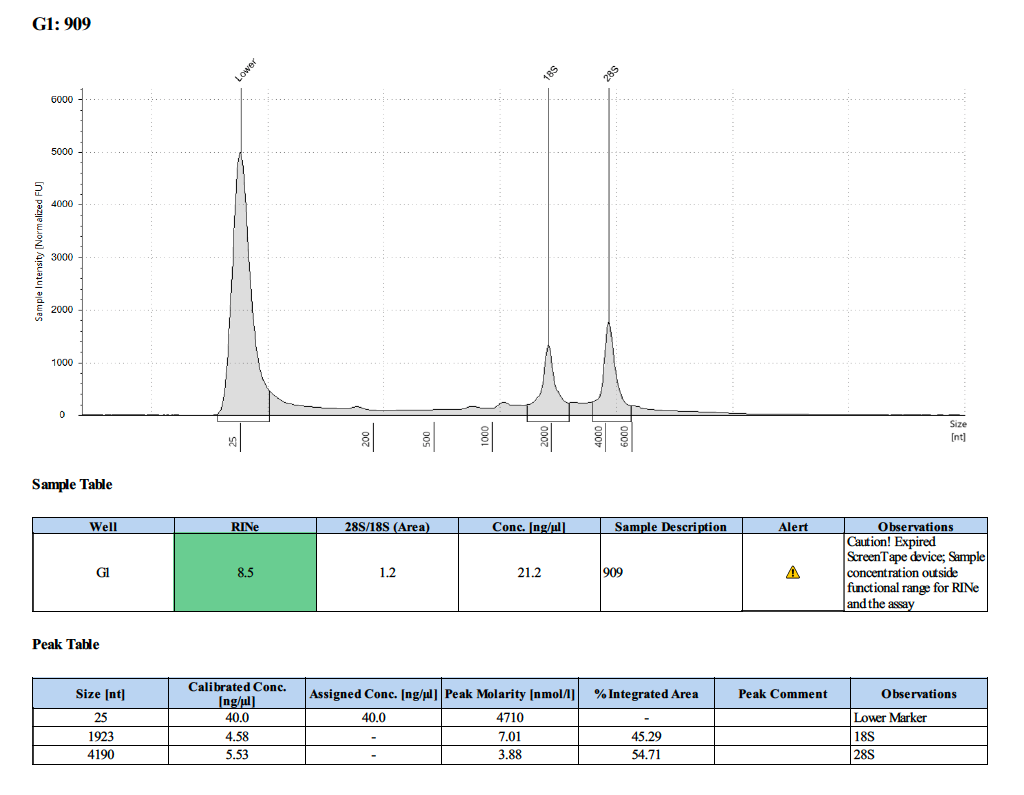 G1: 909
Lower
18S
28S
6000
5000
4000
3000
2000
1000
0
Sample Intensity [Normalized FU]
25
200
500
1000
2000
4000
6000
Size
[nt]
Sample Table
Well RINe 28S/18S (Area) Conc. [ng/µl] Sample Description Alert Observations
G1 8.5 1.2 21.2 909 Caution! Expired
ScreenTape device; Sample
concentration outside
functional range for RINe
and the assay
Peak Table
Size [nt] Calibrated Conc. [ng/µl] Assigned Conc. [ng/µl] Peak Molarity [nmol/l] % Integrated Area Peak Comment Observations
25 40.0 40.0 4710 - Lower Marker
1923 4.58 - 7.01 45.29 18S
4190 5.53 - 3.88 54.71 28S